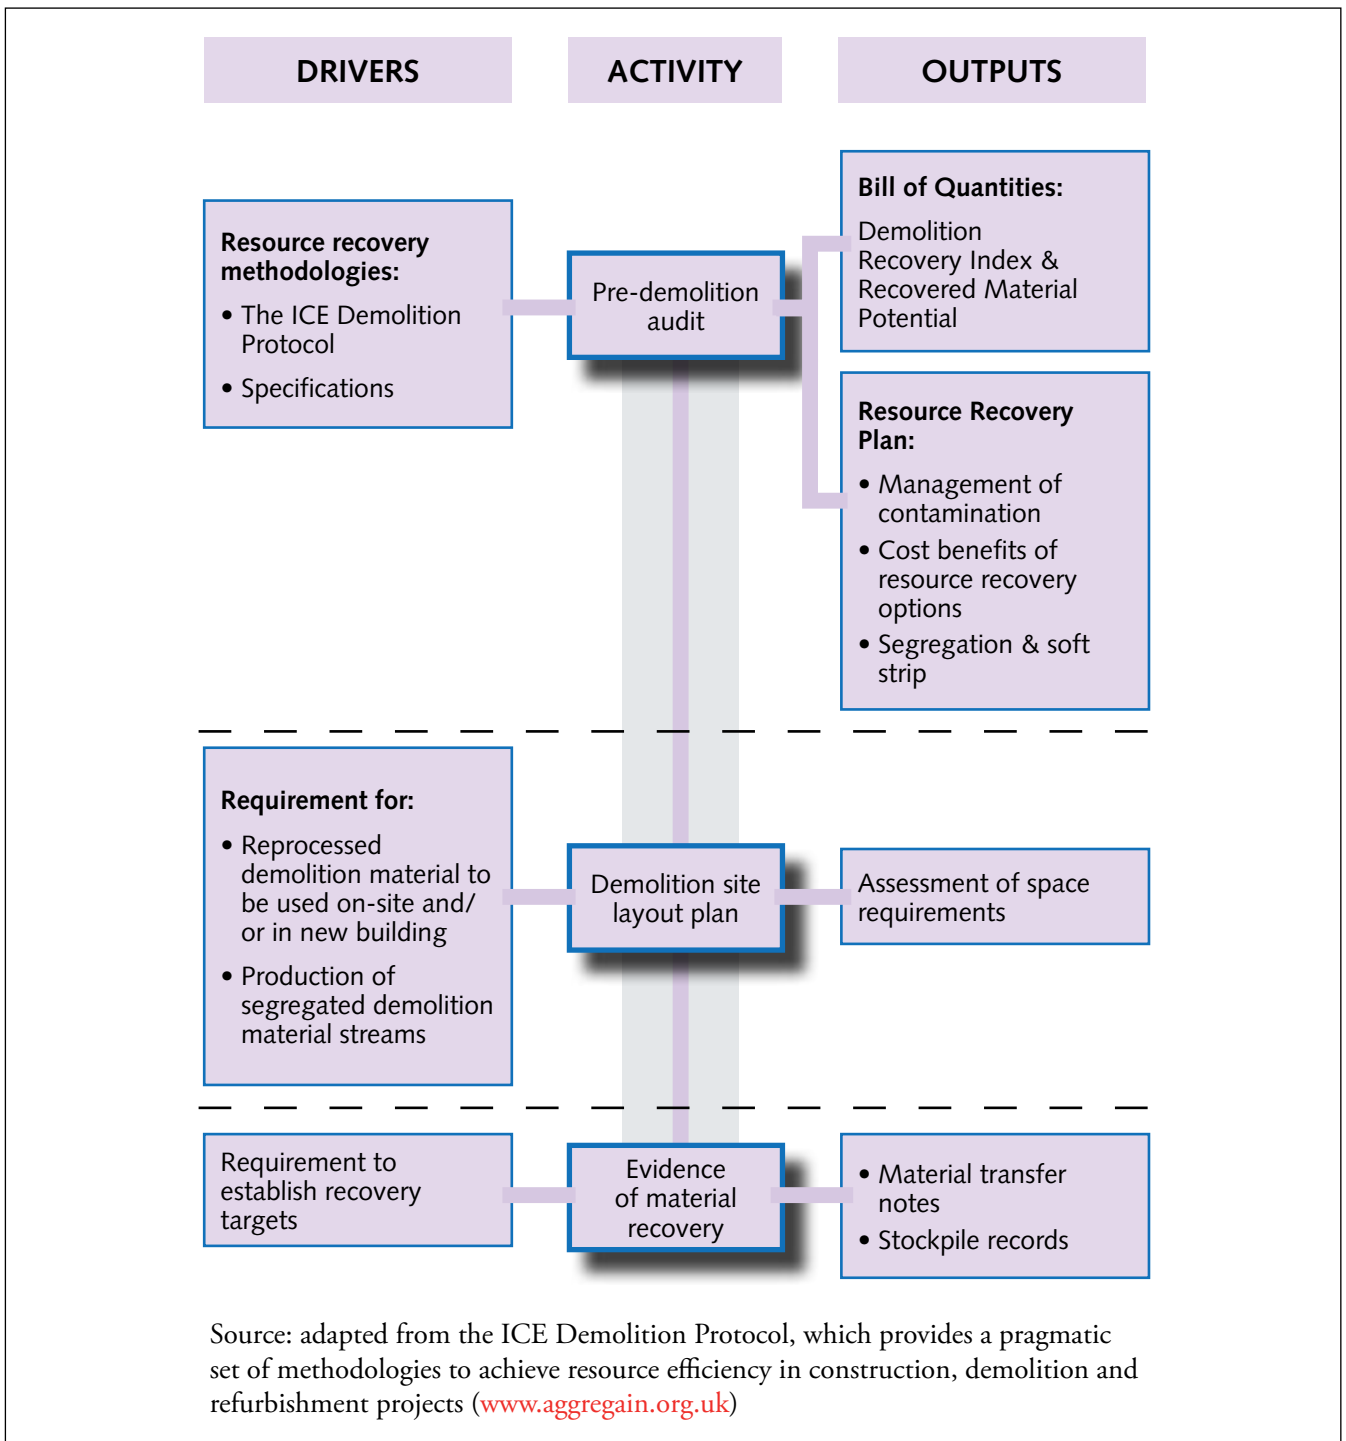 DRIVERS
ACTIVITY
OUTPUTS
Resource recovery
methodologies:
• The ICE Demolition
Protocol
• Specifications
Pre-demolition
audit
Bill of Quantities:
Demolition
Recovery Index &
Recovered Material
Potential
Resource Recovery
Plan:
• Management of
contamination
• Cost benefits of
resource recovery
options
• Segregation & soft
strip
Requirement for:
• Reprocessed
demolition material to
be used on-site and/
or in new building
• Production of
segregated demolition
material streams
Demolition site
layout plan
Assessment of space
requirements
Requirement to
establish recovery
targets
Evidence
of material
recovery
• Material transfer
notes
• Stockpile records
Source: adapted from the ICE Demolition Protocol, which provides a pragmatic
set of methodologies to achieve resource efficiency in construction, demolition and
refurbishment projects (www.aggregain.org.uk)